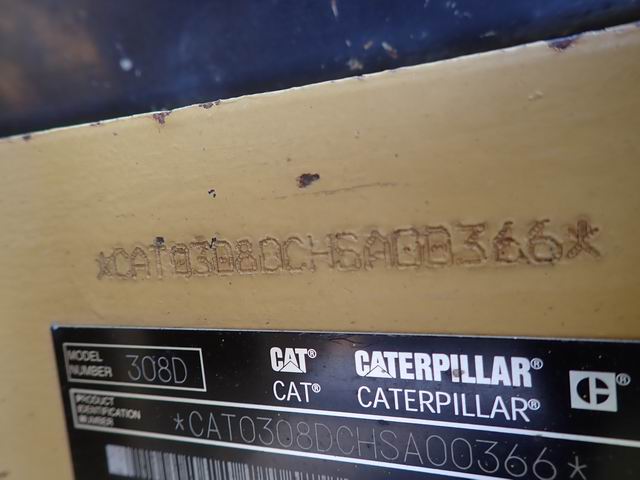 *CAT0308DCHSA00366*
MODEL NUMBER 308D
CAT® CATERPILLAR®
CAT® CATERPILLAR®
PRODUCT IDENTIFICATION NUMBER *CAT0308DCHSA00366*